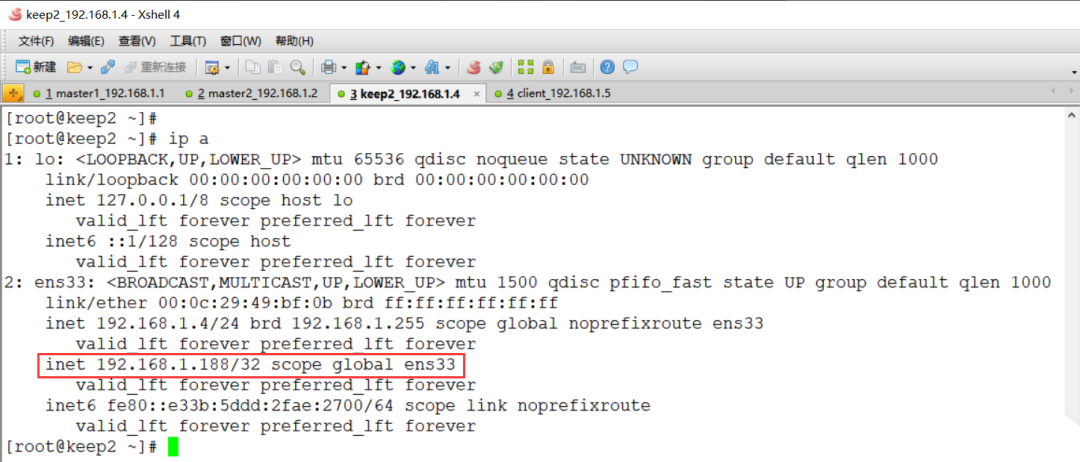 keep2_192.168.1.4 - Xshell 4
文件(F) 编辑(E) 查看(V) 工具(T) 窗口(W) 帮助(H)
新建 重新连接
1 master1_192.168.1.1 2 master2_192.168.1.2 3 keep2_192.168.1.4 × 4 client_192.168.1.5
[root@keep2 ~]#
[root@keep2 ~]# ip a
1: lo: <LOOPBACK,UP,LOWER_UP> mtu 65536 qdisc noqueue state UNKNOWN group default qlen 1000
    link/loopback 00:00:00:00:00:00 brd 00:00:00:00:00:00
    inet 127.0.0.1/8 scope host lo
       valid_lft forever preferred_lft forever
    inet6 ::1/128 scope host
       valid_lft forever preferred_lft forever
2: ens33: <BROADCAST,MULTICAST,UP,LOWER_UP> mtu 1500 qdisc pfifo_fast state UP group default qlen 1000
    link/ether 00:0c:29:49:bf:0b brd ff:ff:ff:ff:ff:ff
    inet 192.168.1.4/24 brd 192.168.1.255 scope global noprefixroute ens33
       valid_lft forever preferred_lft forever
    inet 192.168.1.188/32 scope global ens33
       valid_lft forever preferred_lft forever
    inet6 fe80::e33b:5ddd:2fae:2700/64 scope link noprefixroute
       valid_lft forever preferred_lft forever
[root@keep2 ~]#